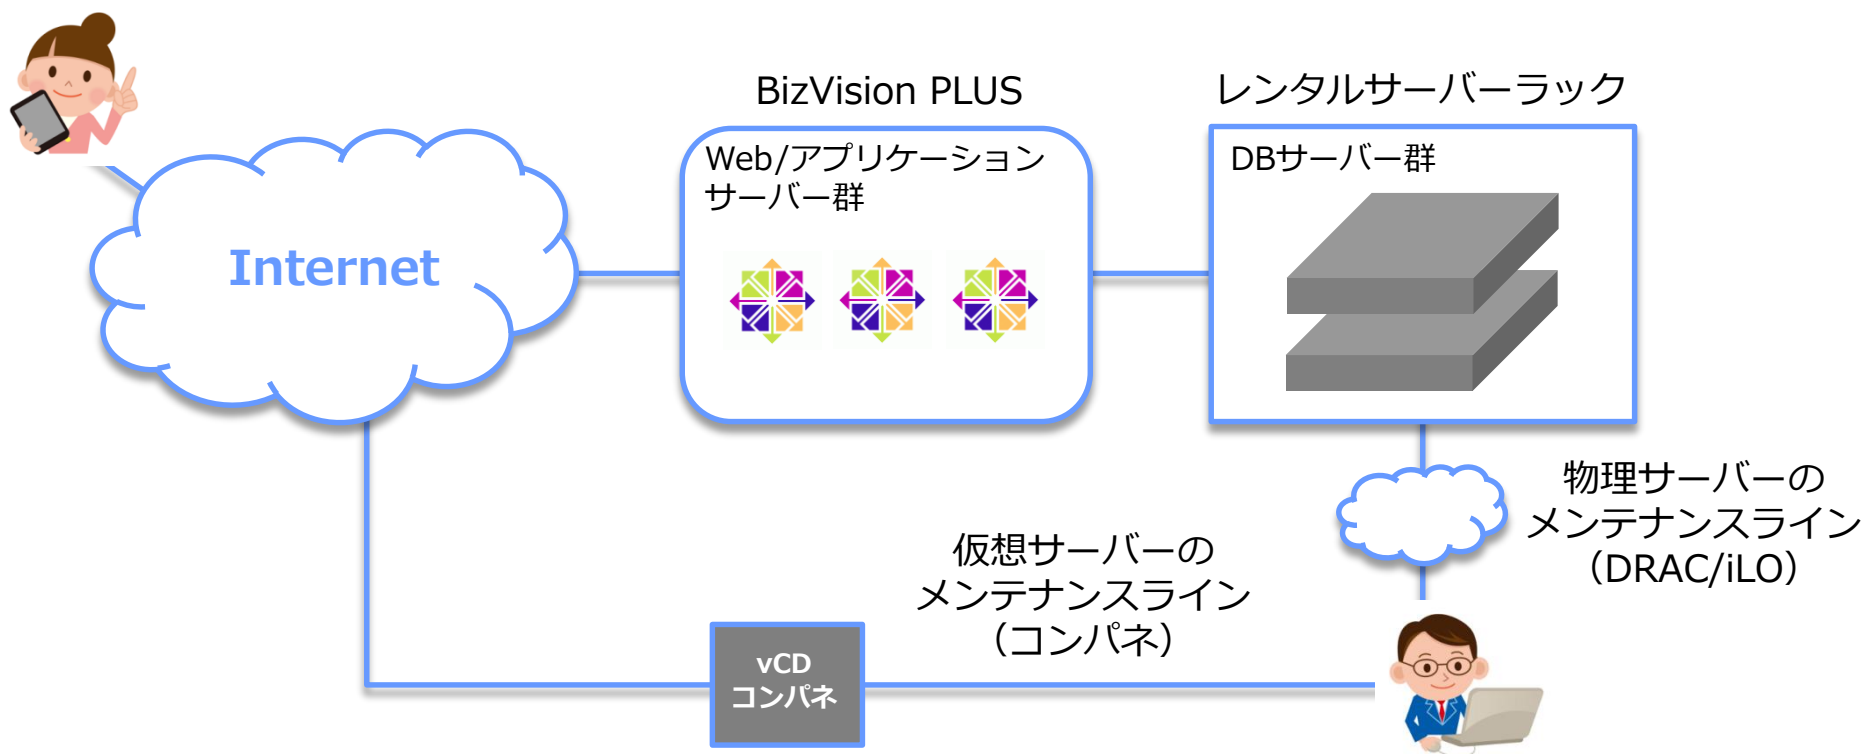 BizVision PLUS
レンタルサーバーラック
Web/アプリケーション
サーバー群
DBサーバー群
Internet
物理サーバーの
メンテナンスライン
（DRAC/iLO）
仮想サーバーの
メンテナンスライン
（コンパネ）
vCD
コンパネ